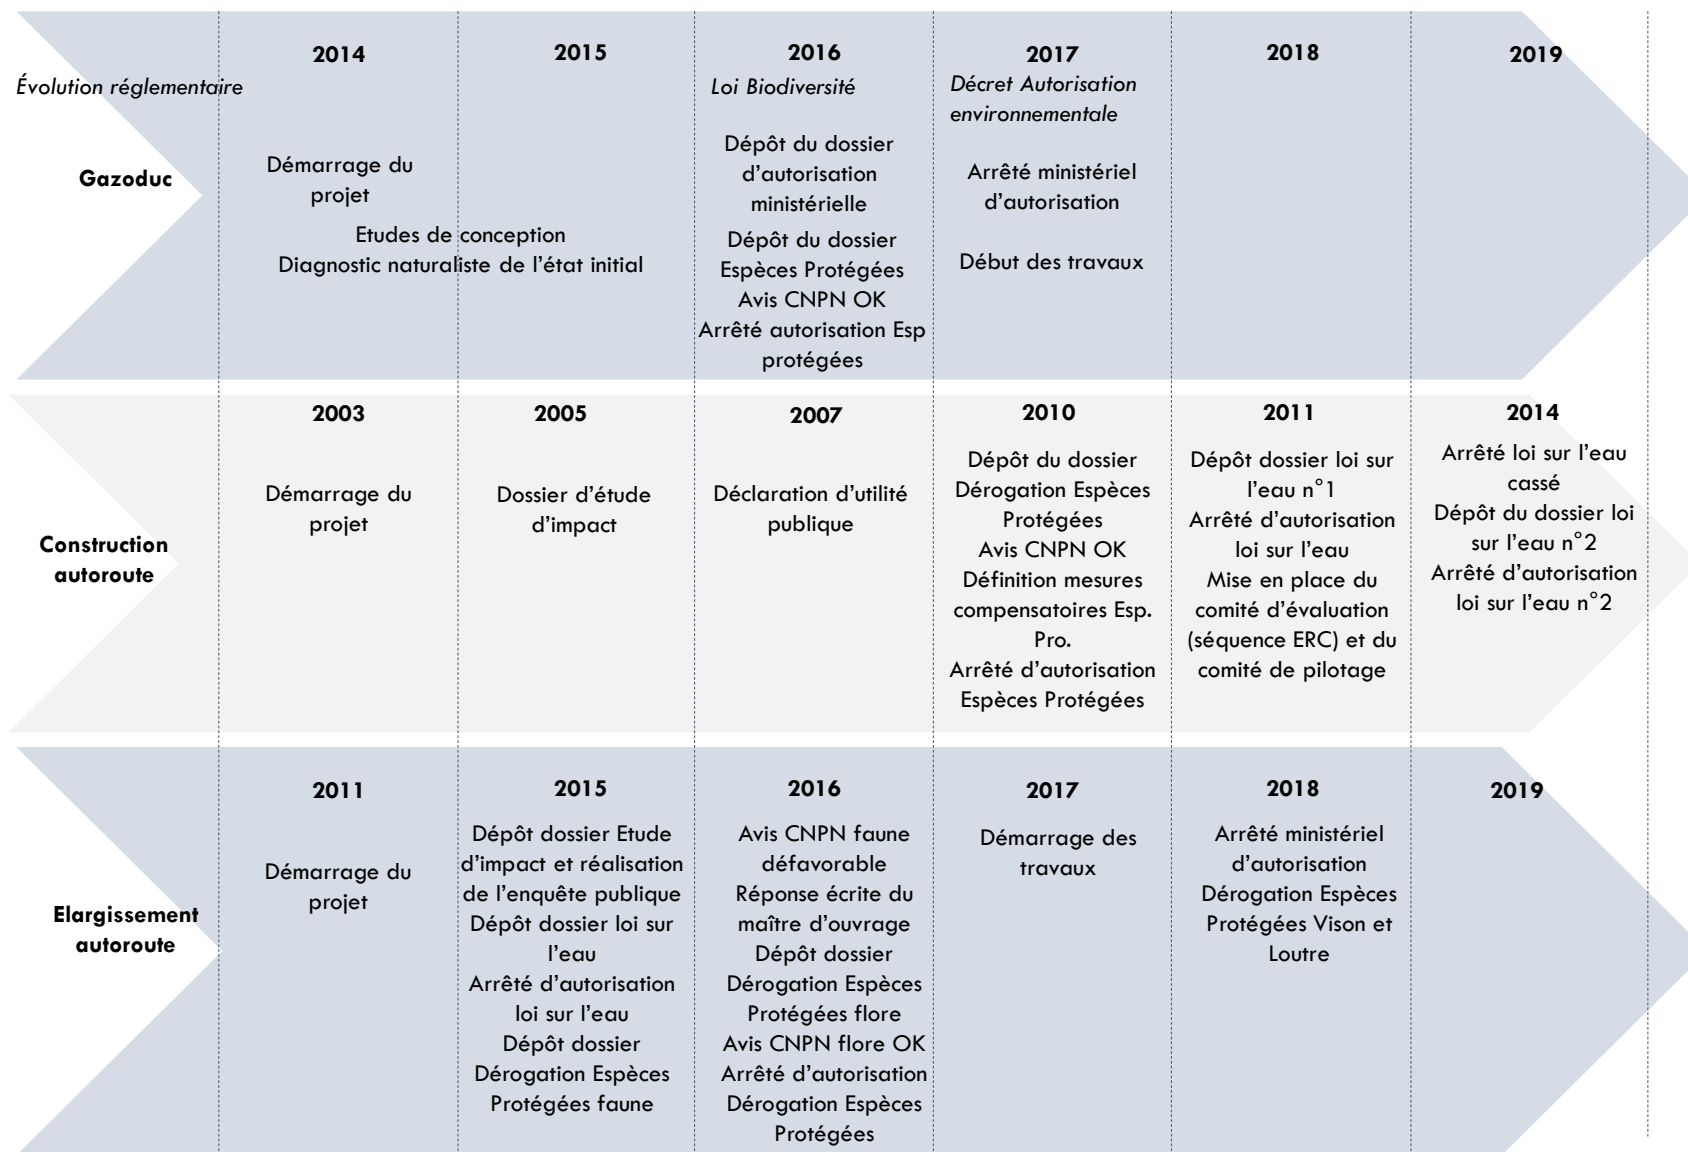 2014
2015
2016
2017
2018
2019
Évolution réglementaire
Loi Biodiversité
Décret Autorisation
environnementale
Gazoduc
Démarrage du
projet
Etudes de conception
Diagnostic naturaliste de l’état initial
Dépôt du dossier
d’autorisation
ministérielle
Dépôt du dossier
Espèces Protégées
Avis CNPN OK
Arrêté autorisation Esp
protégées
Arrêté ministériel
d’autorisation
Début des travaux
Construction
autoroute
2003
Démarrage du
projet
2005
Dossier d’étude
d’impact
2007
Déclaration d’utilité
publique
2010
Dépôt du dossier
Dérogation Espèces
Protégées
Avis CNPN OK
Définition mesures
compensatoires Esp.
Pro.
Arrêté d’autorisation
Espèces Protégées
2011
Dépôt dossier loi sur
l’eau n°1
Arrêté d’autorisation
loi sur l’eau
Mise en place du
comité d’évaluation
(séquence ERC) et du
comité de pilotage
2014
Arrêté loi sur l’eau
cassé
Dépôt du dossier loi
sur l’eau n°2
Arrêté d’autorisation
loi sur l’eau n°2
Elargissement
autoroute
2011
Démarrage du
projet
2015
Dépôt dossier Etude
d’impact et réalisation
de l’enquête publique
Dépôt dossier loi sur
l’eau
Arrêté d’autorisation
loi sur l’eau
Dépôt dossier
Dérogation Espèces
Protégées faune
2016
Avis CNPN faune
défavorable
Réponse écrite du
maître d’ouvrage
Dépôt dossier
Dérogation Espèces
Protégées flore
Avis CNPN flore OK
Arrêté d’autorisation
Dérogation Espèces
Protégées
2017
Démarrage des
travaux
2018
Arrêté ministériel
d’autorisation
Dérogation Espèces
Protégées Vison et
Loutre
2019